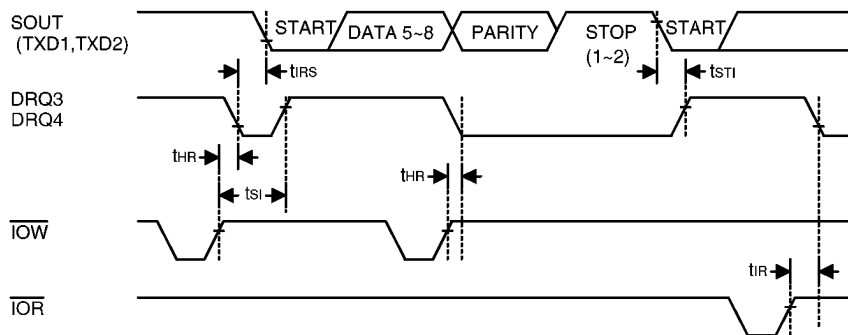 SOUT
(TXD1,TXD2)
START
DATA 5~8
PARITY
STOP
(1~2)
START
tIRS
tSTI
DRQ3
DRQ4
tHR
tSI
tHR
IOW
tIR
IOR